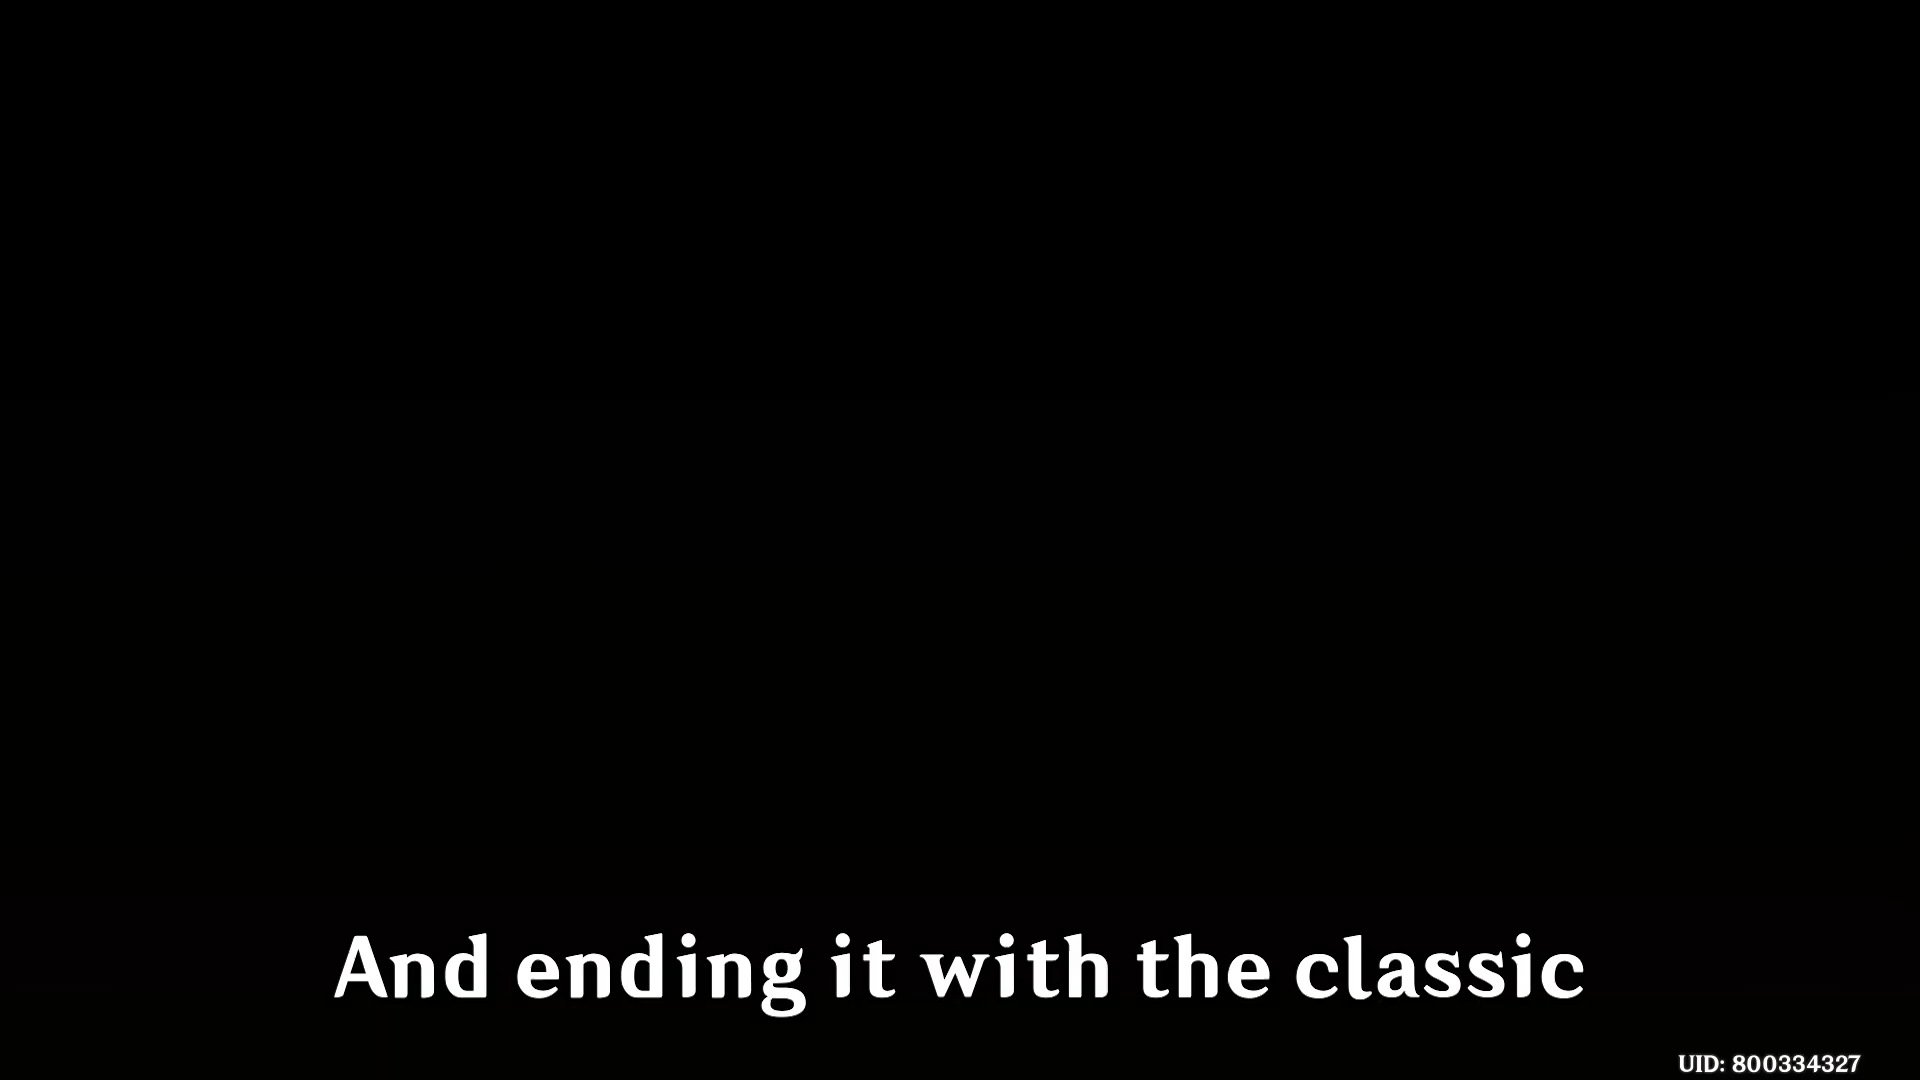 And ending it with the classic
UID: 800334327